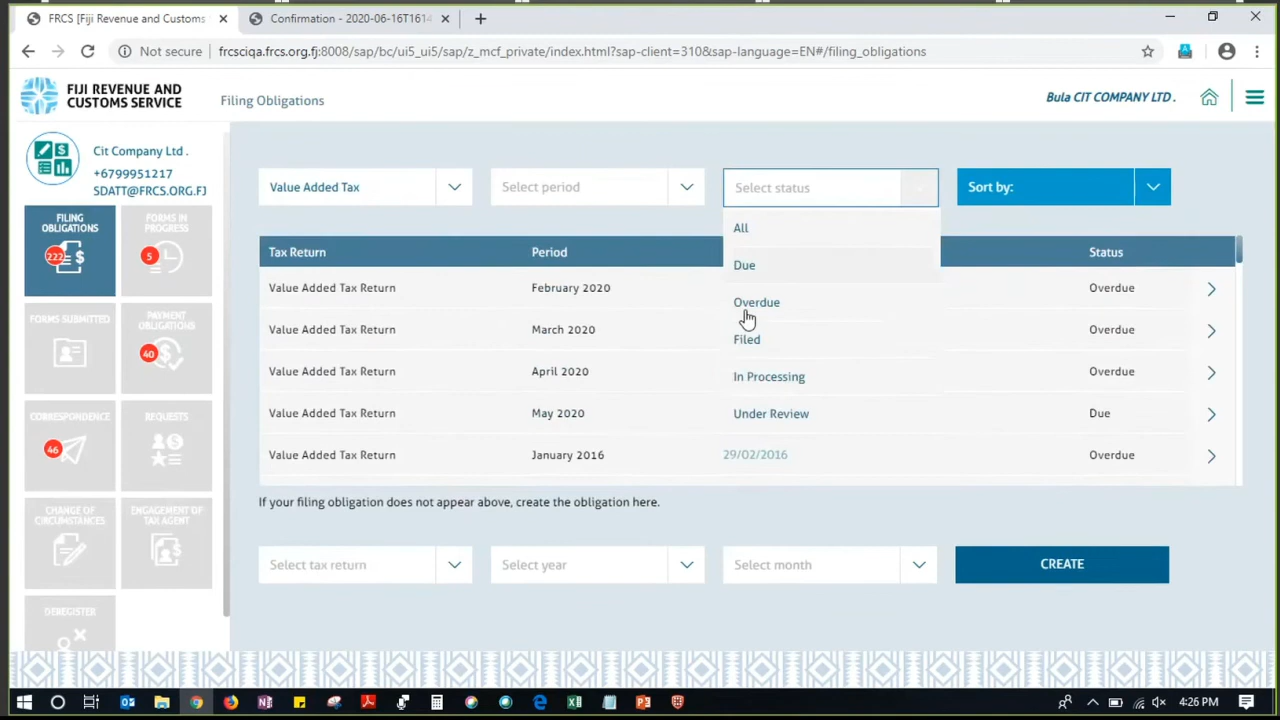 FRCS [Fiji Revenue and Customs
Confirmation - 2020-06-16T1614
Not secure
frcsciqa.frcs.org.fj:8008/sap/bc/ui5_ui5/sap/z_mcf_private/index.html?sap-client=310&sap-language=EN#/filing_obligations
FIJI REVENUE AND
CUSTOMS SERVICE
Filing Obligations
Bula CIT COMPANY LTD .
Cit Company Ltd .
+6799951217
SDATT@FRCS.ORG.FJ
FILING
OBLIGATIONS
222
FORMS IN
PROGRESS
5
FORMS SUBMITTED
PAYMENT
OBLIGATIONS
40
CORRESPONDENCE
46
REQUESTS
CHANGE OF
CIRCUMSTANCES
ENGAGEMENT OF
TAX AGENT
DEREGISTER
Value Added Tax
Select period
Select status
Sort by:
All
Due
Overdue
Filed
In Processing
Under Review
Tax Return Period Status
Value Added Tax Return February 2020 Overdue
Value Added Tax Return March 2020 Overdue
Value Added Tax Return April 2020 Overdue
Value Added Tax Return May 2020 Due
Value Added Tax Return January 2016 29/02/2016 Overdue
If your filing obligation does not appear above, create the obligation here.
Select tax return
Select year
Select month
CREATE
4:26 PM